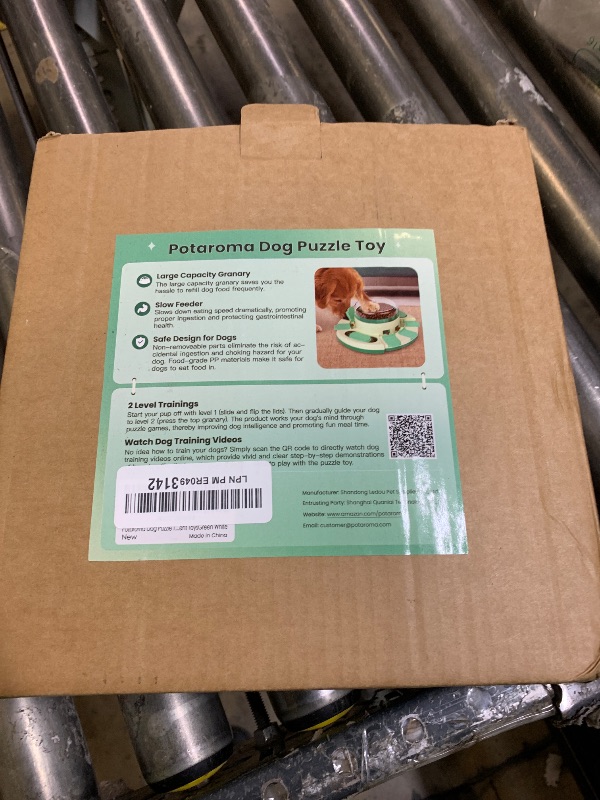 Potaroma Dog Puzzle Toy
Large Capacity Granary
The large capacity granary saves you the
hassle to refill dog food frequently.
Slow Feeder
Slows down eating speed dramatically, promoting
proper ingestion and protecting gastrointestinal
health.
Safe Design for Dogs
Non-removeable parts eliminate the risk of ac-
cidental ingestion and choking hazard for your
dog. Food-grade PP materials make it safe for
dogs to eat food in.
2 Level Trainings
Start your pup off with level 1 (slide and flip the lids). Then gradually guide your dog
to level 2 (press the top granary). The product works your dog's mind through
puzzle games, thereby improving dog intelligence and promoting fun meal time.
Watch Dog Training Videos
No idea how to train your dogs? Simply scan the QR code to directly watch dog
training videos online, which provide vivid and clear step-by-step demonstrations
to play with the puzzle toy.
LPN PM ER0493142
New
Made in China
Manufacturer: Shandong Leduu Pet
Entrusting Party: Shanghai
Website: www.amazon.com/potarom
Email: customer@potaroma.com